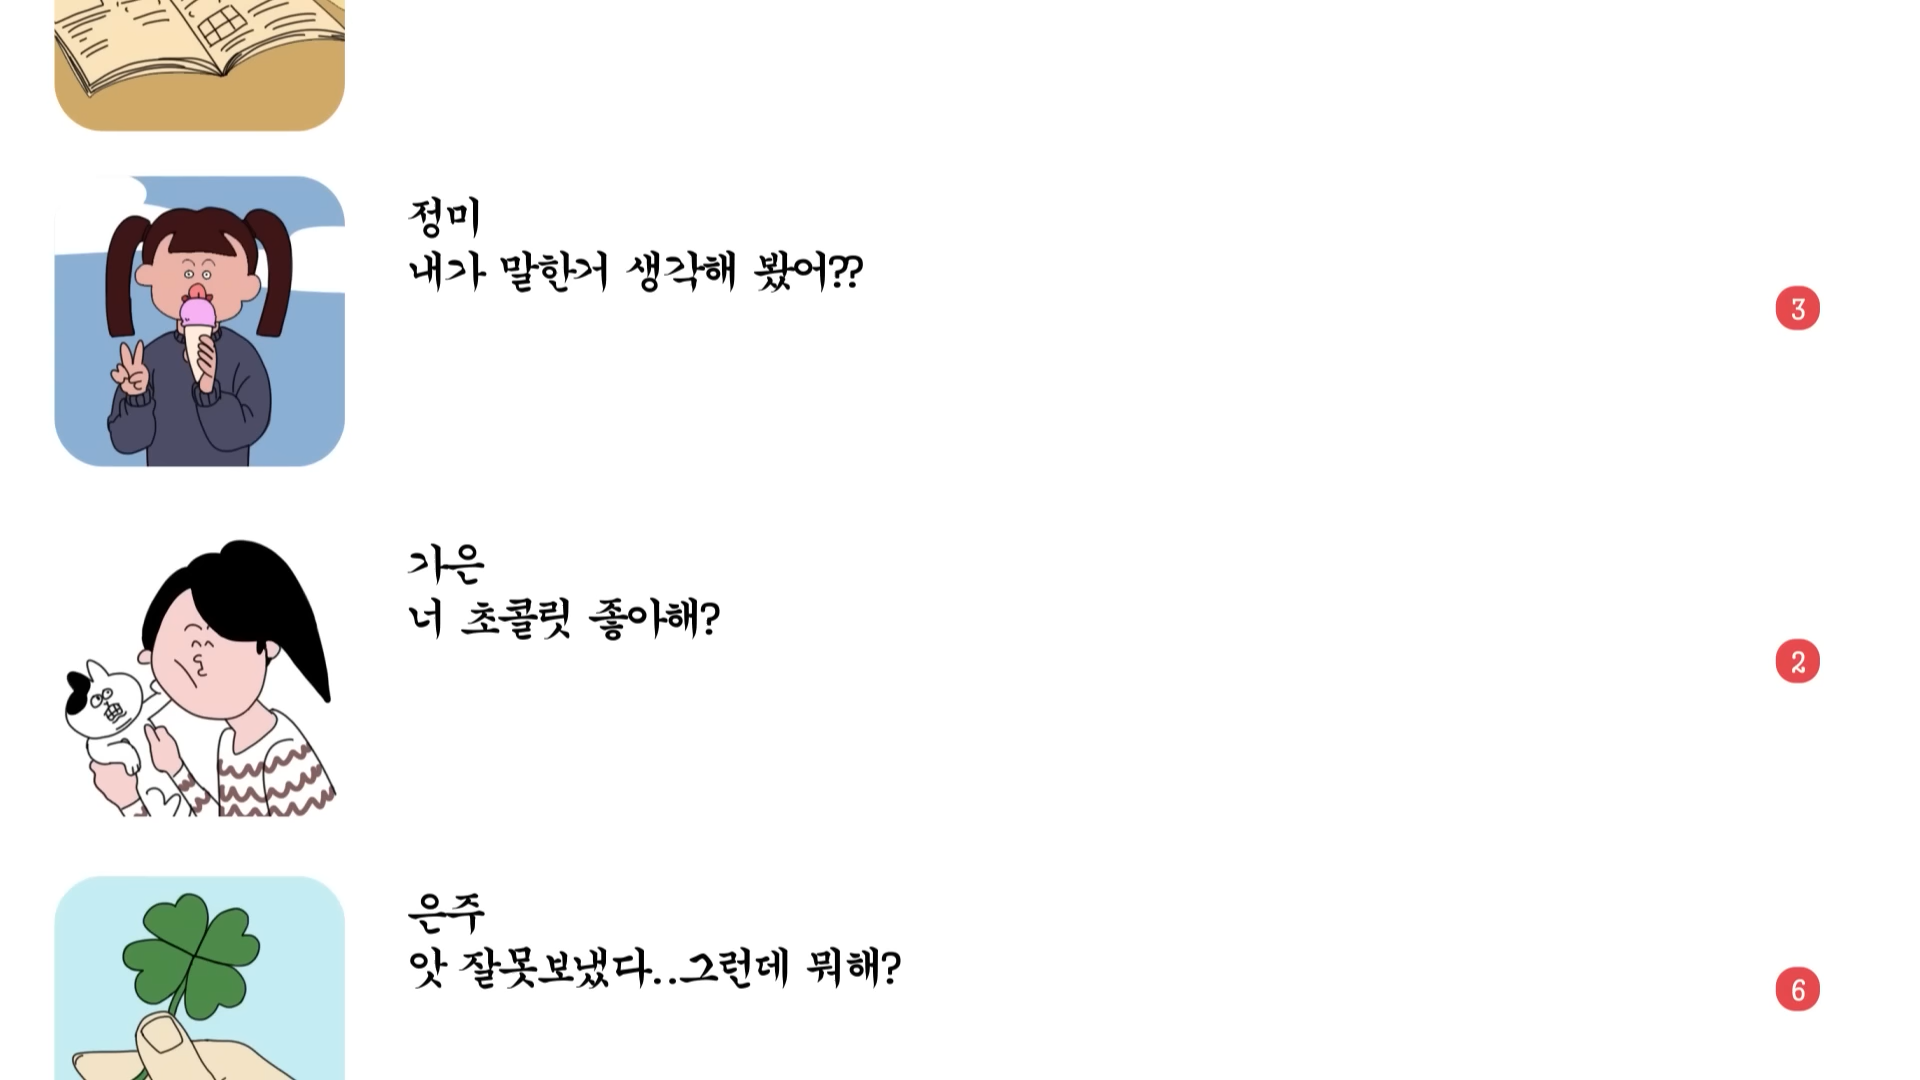 정미
내가 말한거 생각해 봤어??
3
가은
너 초콜릿 좋아해?
2
은주
앗 잘못보냈다..그런데 뭐해?
6